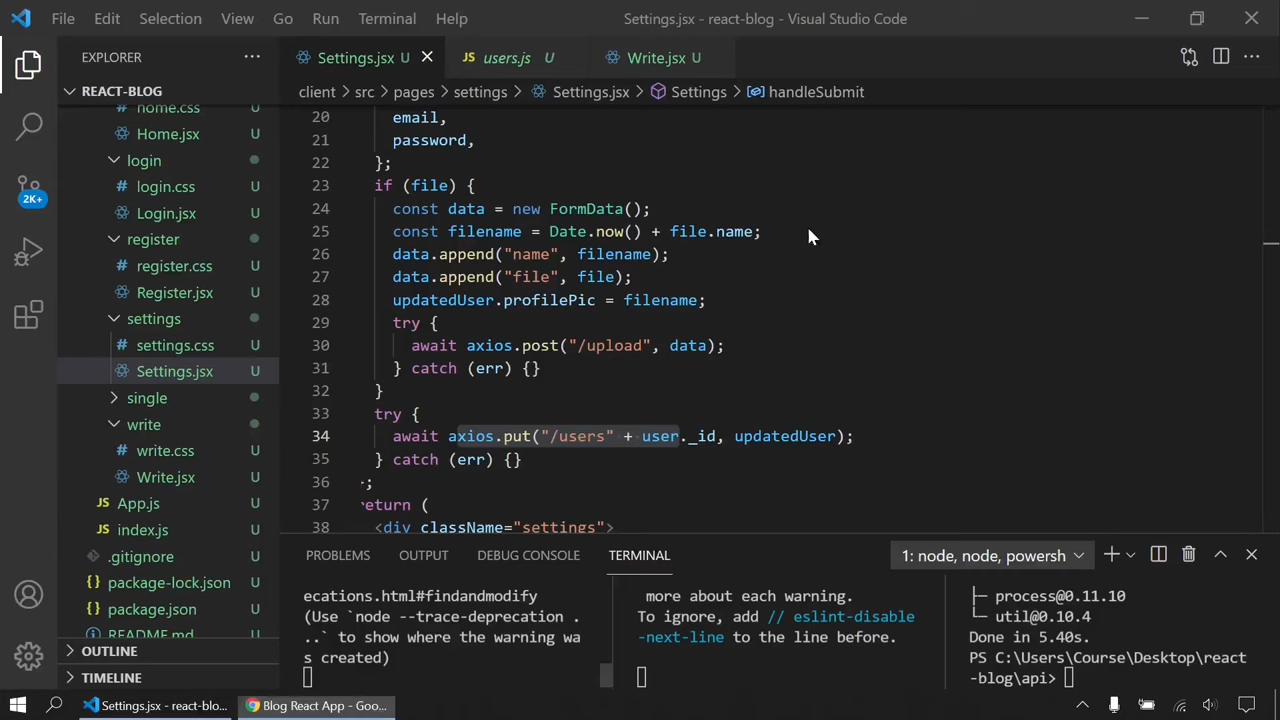 File Edit Selection View Go Run Terminal Help Settings.jsx - react-blog - Visual Studio Code
EXPLORER
Settings.jsx U
JS users.js U
Write.jsx U
REACT-BLOG
client > src > pages > settings > Settings.jsx > Settings > handleSubmit
home.css U
Home.jsx U
login
# login.css U
2K+
Login.jsx U
register
# register.css U
Register.jsx U
settings
# settings.css U
Settings.jsx U
single
write
# write.css U
Write.jsx U
JS App.js U
JS index.js U
.gitignore U
{} package-lock.json U
{} package.json U
README.md U
OUTLINE
TIMELINE
20 email,
21 password,
22 };
23 if (file) {
24 const data = new FormData();
25 const filename = Date.now() + file.name;
26 data.append("name", filename);
27 data.append("file", file);
28 updatedUser.profilePic = filename;
29 try {
30 await axios.post("/upload", data);
31 } catch (err) {}
32 }
33 try {
34 await axios.put("/users" + user._id, updatedUser);
35 } catch (err) {}
36 };
37 return (
38 <div className="settings">
PROBLEMS OUTPUT DEBUG CONSOLE TERMINAL 1: node, node, powersh
ecations.html#findandmodify
(Use `node --trace-deprecation .
..` to show where the warning wa
s created)
more about each warning.
To ignore, add // eslint-disable
-next-line to the line before.
├─ process@0.11.10
└─ util@0.10.4
Done in 5.40s.
PS C:\Users\Course\Desktop\react
-blog\api>
Settings.jsx - react-blo...
Blog React App - Goo...